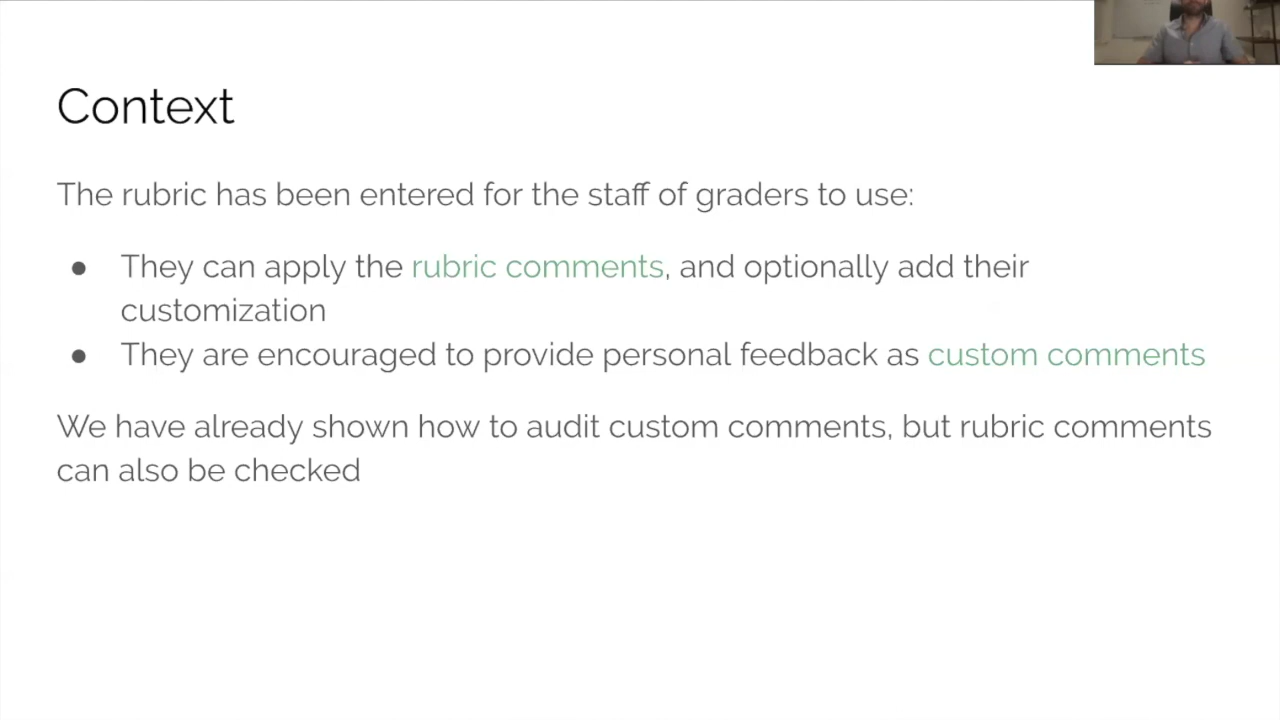 Context
The rubric has been entered for the staff of graders to use:
● They can apply the rubric comments, and optionally add their
customization
● They are encouraged to provide personal feedback as custom comments
We have already shown how to audit custom comments, but rubric comments
can also be checked